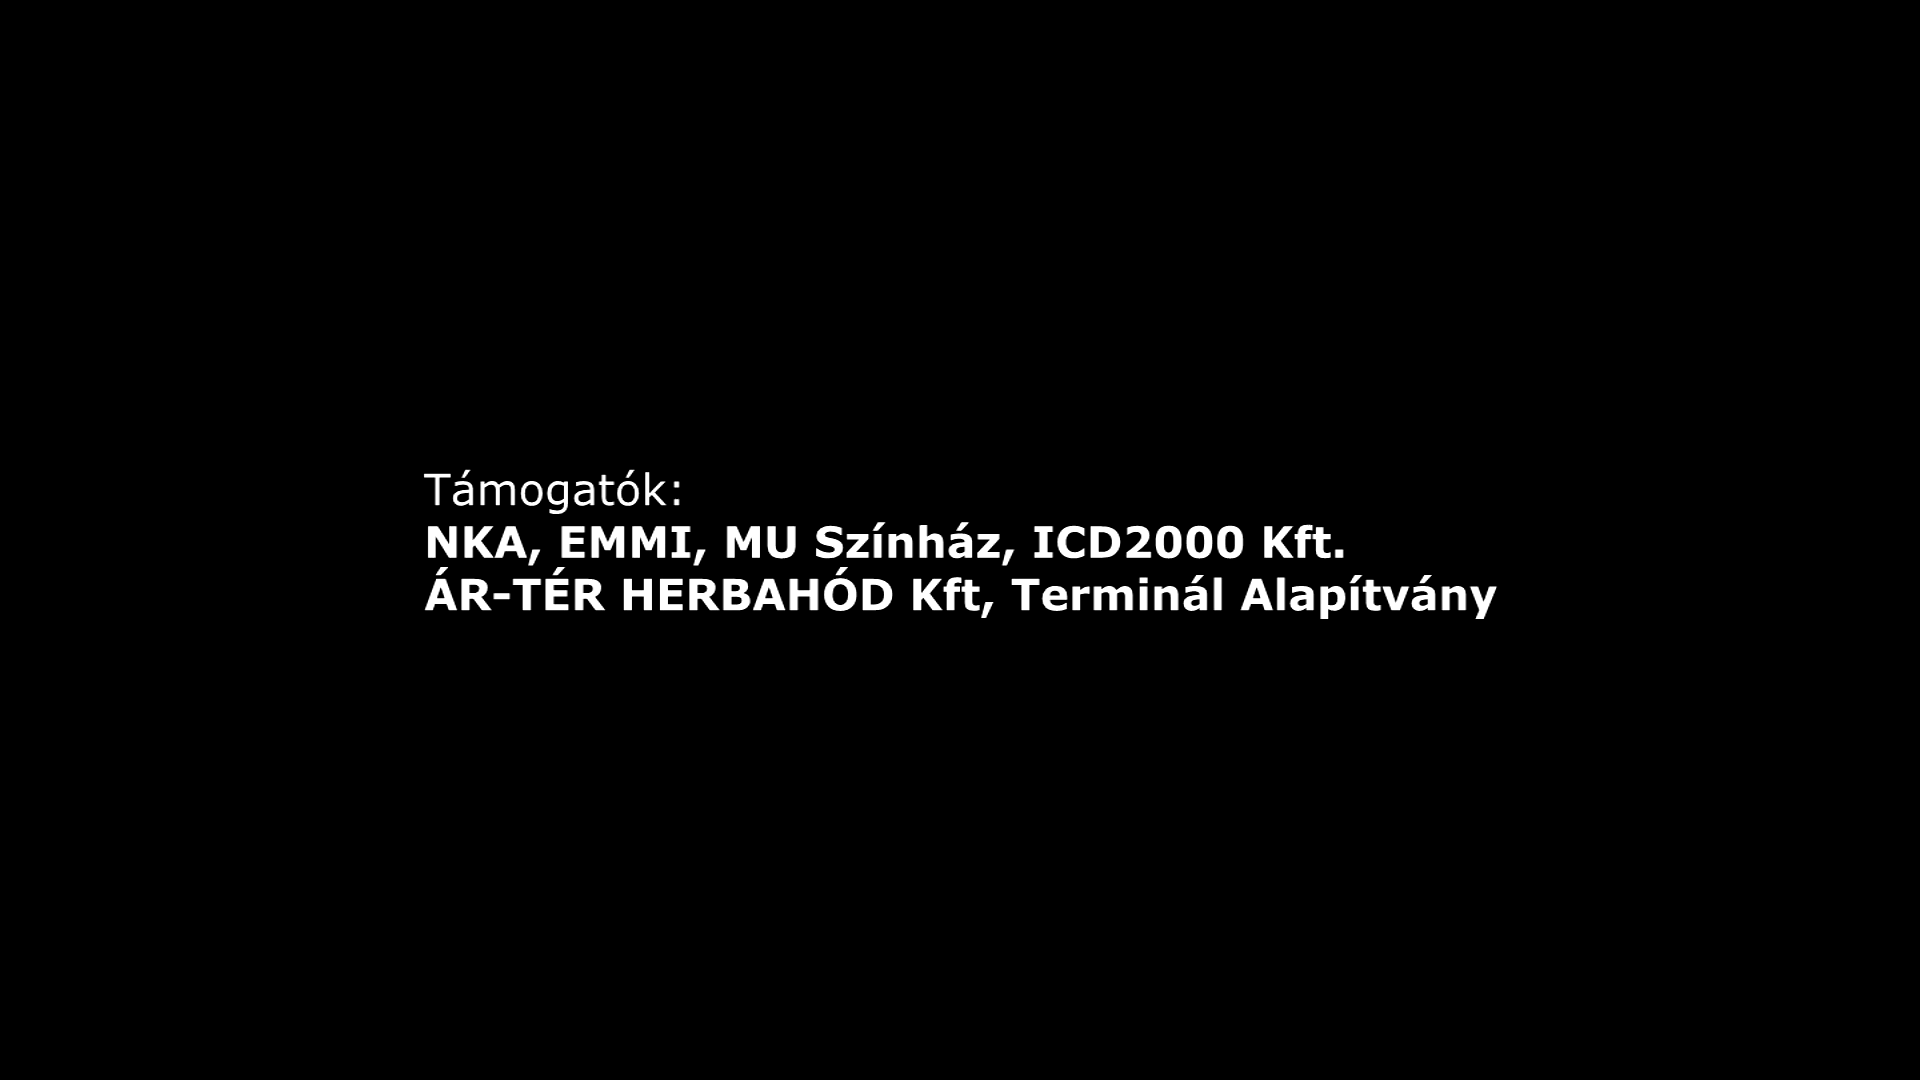 Támogatók:
NKA, EMMI, MU Színház, ICD2000 Kft.
ÁR-TÉR HERBAHÓD Kft, Terminál Alapítvány